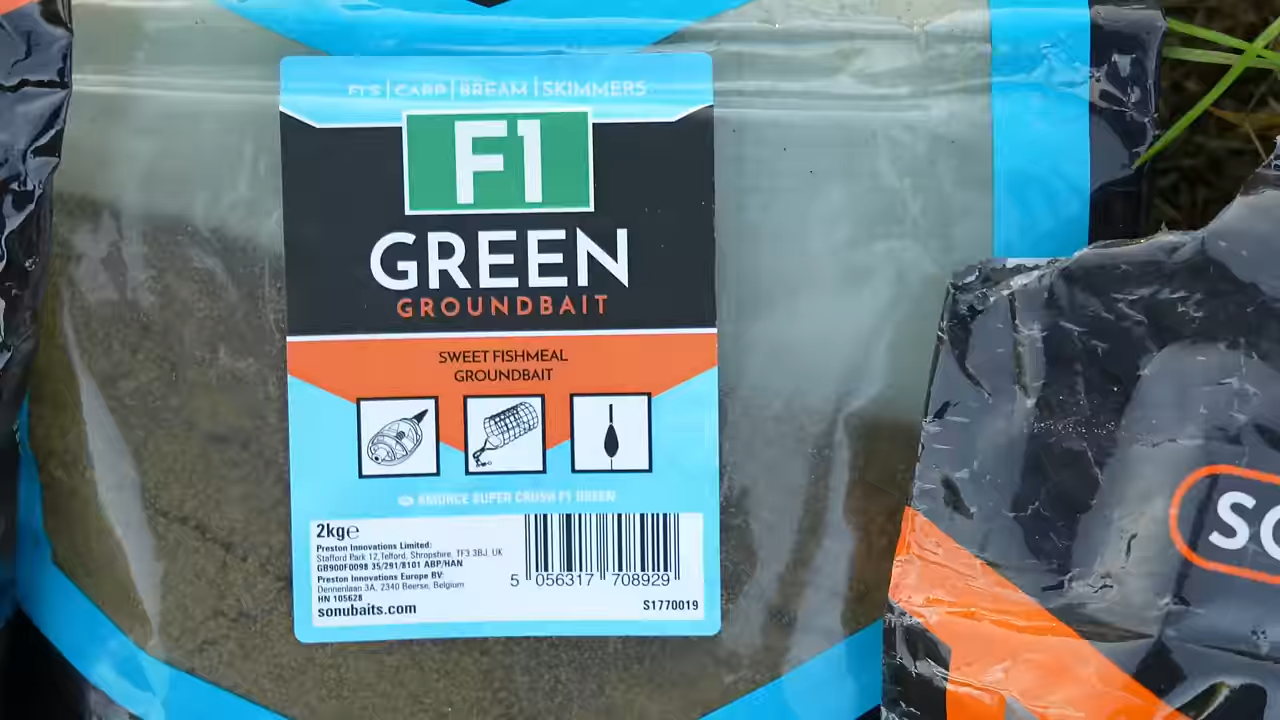 F1'S | CARP | BREAM | SKIMMERS
F1
GREEN
GROUNDBAIT
SWEET FISHMEAL
GROUNDBAIT
AMORCE SUPER CRUSH F1 GREEN
2kg℮
Preston Innovations Limited:
Stafford Park 12, Telford, Shropshire, TF3 3BJ, UK
GB900F0098 35/291/8101 ABP/HAN
Preston Innovations Europe BV:
Dennenlaan 3A, 2340 Beerse, Belgium
HN 105628
sonubaits.com
5 056317 708929
S1770019
SO